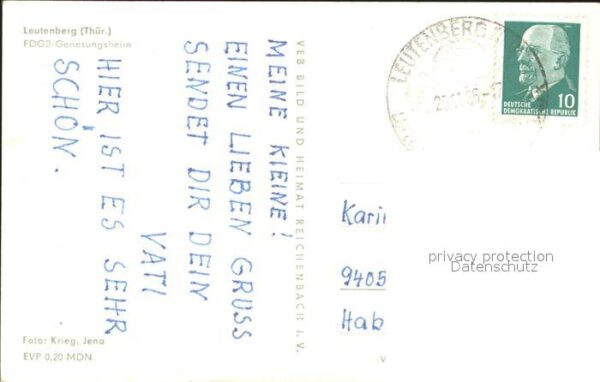 Leutenberg (Thür.)
FDGB-Genesungsheim
MEINE KLEINE!
EINEN LIEBEN GRUSS
SENDET DIR DEIN
VATI
HIER IST ES SEHR
SCHÖN.
Foto: Krieg, Jena
EVP 0,20 MDN
VEB BILD UND HEIMAT REICHENBACH i. V.
LEUTENBERG
DEUTSCHE
DEMOKRATISCHE REPUBLIK
10
Karin
9405
Hab
privacy protection
Datenschutz
V